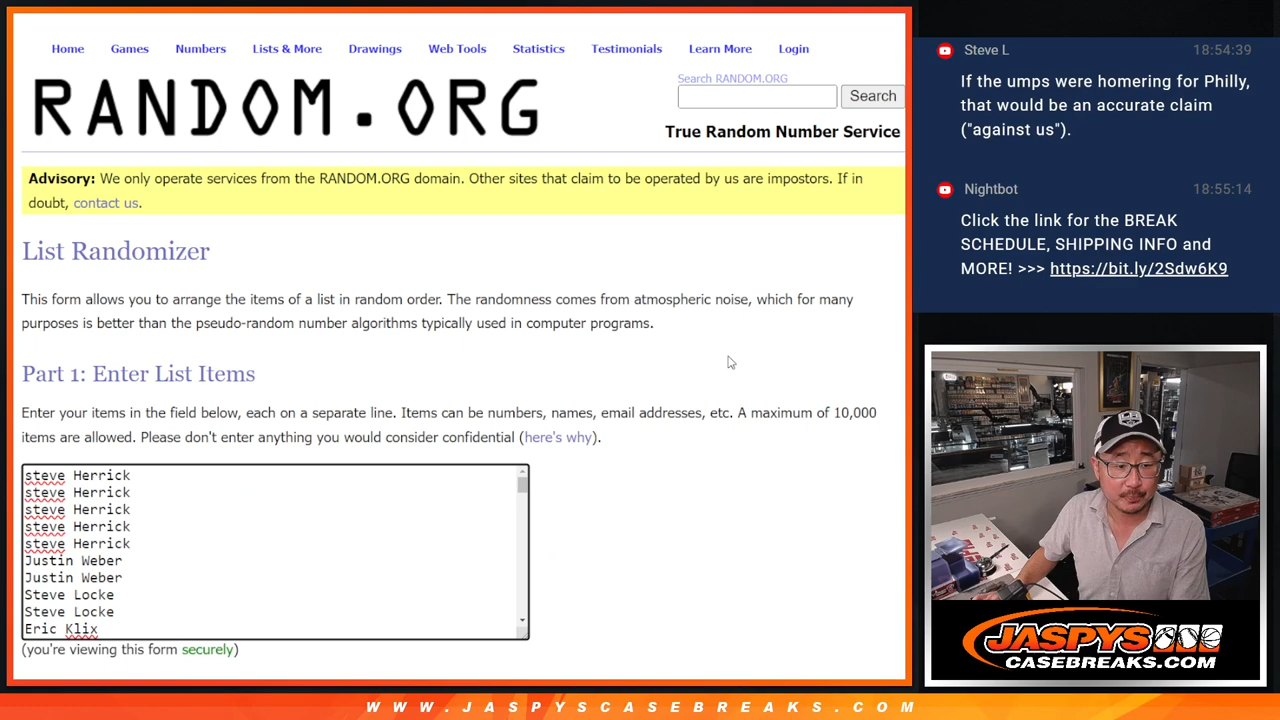 Home Games Numbers Lists & More Drawings Web Tools Statistics Testimonials Learn More Login
RANDOM.ORG
Search RANDOM.ORG
Search
True Random Number Service
Advisory: We only operate services from the RANDOM.ORG domain. Other sites that claim to be operated by us are impostors. If in
doubt, contact us.
List Randomizer
This form allows you to arrange the items of a list in random order. The randomness comes from atmospheric noise, which for many
purposes is better than the pseudo-random number algorithms typically used in computer programs.
Part 1: Enter List Items
Enter your items in the field below, each on a separate line. Items can be numbers, names, email addresses, etc. A maximum of 10,000
items are allowed. Please don't enter anything you would consider confidential (here's why).
steve Herrick
steve Herrick
steve Herrick
steve Herrick
steve Herrick
Justin Weber
Justin Weber
Steve Locke
Steve Locke
Eric Klix
(you're viewing this form securely)
Steve L 18:54:39
If the umps were homering for Philly,
that would be an accurate claim
("against us").
Nightbot 18:55:14
Click the link for the BREAK
SCHEDULE, SHIPPING INFO and
MORE! >>> https://bit.ly/2Sdw6K9
JASPYS
CASEBREAKS.COM
WWW.JASPYSCASEBREAKS.COM